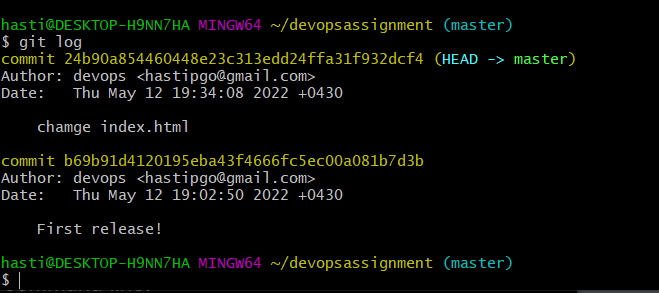 hasti@DESKTOP-H9NN7HA MINGW64 ~/devopsassignment (master)
$ git log
commit 24b90a854460448e23c313edd24ffa31f932dcf4 (HEAD -> master)
Author: devops <hastipgo@gmail.com>
Date:   Thu May 12 19:34:08 2022 +0430
    chamge index.html
commit b69b91d4120195eba43f4666fc5ec00a081b7d3b
Author: devops <hastipgo@gmail.com>
Date:   Thu May 12 19:02:50 2022 +0430
    First release!
hasti@DESKTOP-H9NN7HA MINGW64 ~/devopsassignment (master)
$